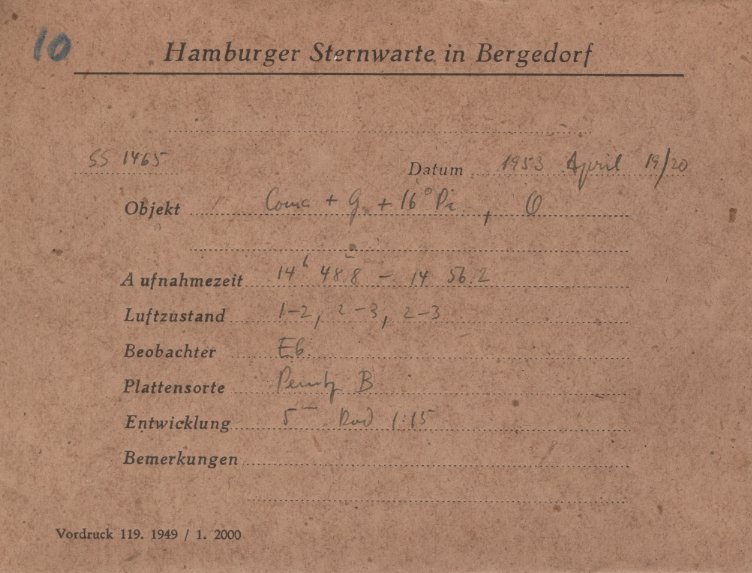 10
Hamburger Sternwarte in Bergedorf
SS 1465
Datum 1953 April 19/20
Objekt Coma + G. + 16°
Aufnahmezeit 14h 48.8 - 14 56.2
Luftzustand 1-2, 2-3, 2-3
Beobachter Eb.
Plattensorte B
Entwicklung 5m Rod 1:15
Bemerkungen
Vordruck 119. 1949 / 1. 2000